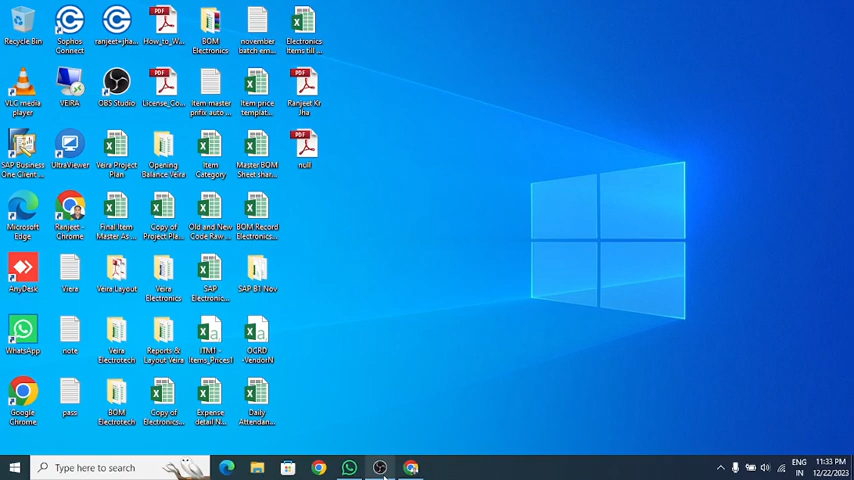 Recycle Bin
Sophos
Connect
ranjeet+jha...
How_to_W...
BOM
Electronics
november
batch em...
Electronics
Items till ...
VLC media
player
VEIRA
OBS Studio
License_Co...
Item master
prifix auto ...
Item price
templat...
Ranjeet Kr
Jha
SAP Business
One Client ...
UltraViewer
Veira Project
Plan
Opening
Balance Veira
Item
Category
Master BOM
Sheet shar...
null
Microsoft
Edge
Ranjeet -
Chrome
Final Item
Master As ...
Copy of
Project Pla...
Old and New
Code Raw ...
BOM Record
Electronics...
AnyDesk
Viera
Veira Layout
Veira
Electronics
SAP
Electronic...
SAP B1 Nov
WhatsApp
note
Veira
Electrotech
Reports &
Layout Veira
ITM1 -
Items_Prices1
OCRD
-VendorN
Google
Chrome
pass
BOM
Electrotech
Copy of
Electronics...
Expense
detail N...
Daily
Attendan...
Type here to search
ENG
IN
11:33 PM
12/22/2023